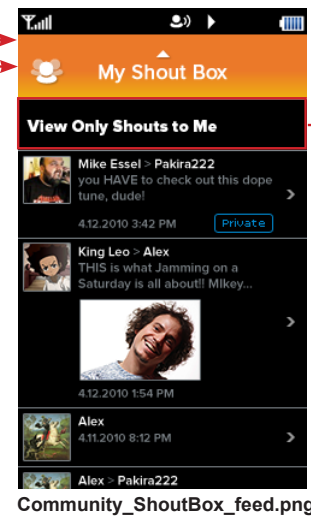 My Shout Box
View Only Shouts to Me
Mike Essel > Pakira222
you HAVE to check out this dope
tune, dude!
4.12.2010 3:42 PM Private
King Leo > Alex
THIS is what Jamming on a
Saturday is all about!! MIkey...
4.12.2010 1:54 PM
Alex
4.11.2010 8:12 PM
Alex > Pakira222
Community_ShoutBox_feed.png